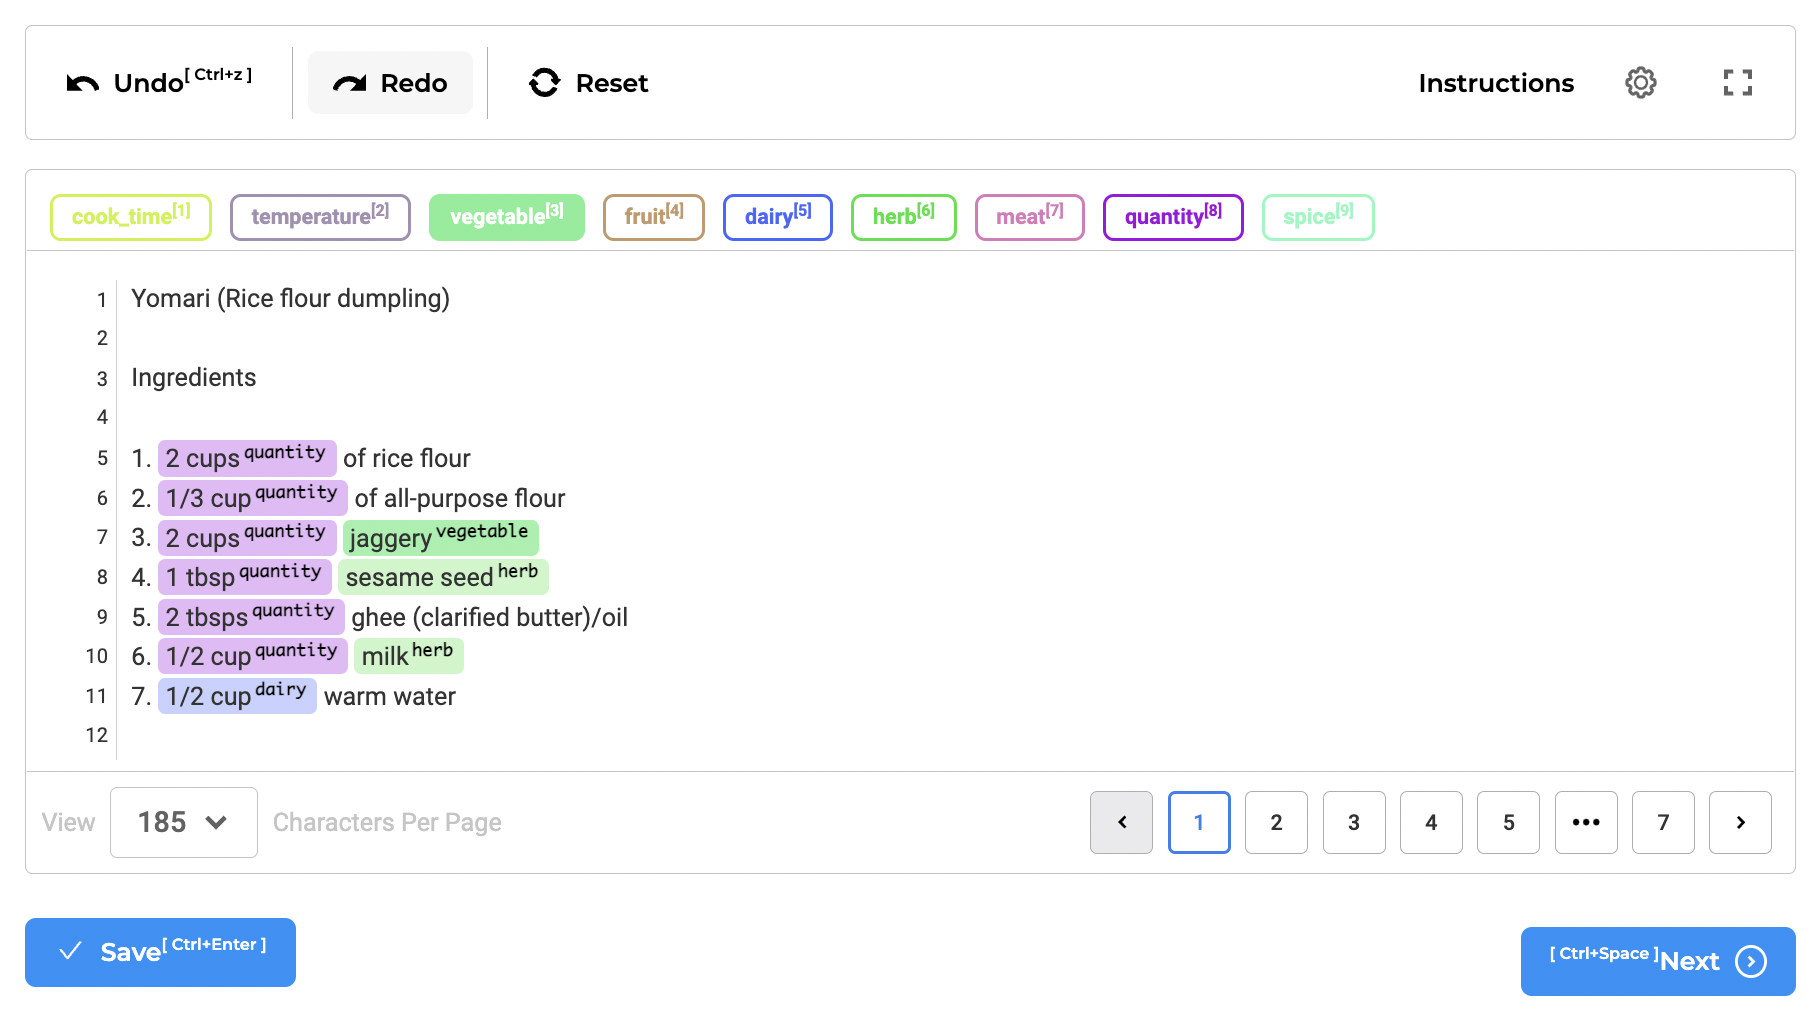 Undo[ Ctrl+z ] Redo Reset Instructions
cook_time[1] temperature[2] vegetable[3] fruit[4] dairy[5] herb[6] meat[7] quantity[8] spice[9]
1 Yomari (Rice flour dumpling)
2
3 Ingredients
4
5 1. 2 cups quantity of rice flour
6 2. 1/3 cup quantity of all-purpose flour
7 3. 2 cups quantity jaggery vegetable
8 4. 1 tbsp quantity sesame seed herb
9 5. 2 tbsps quantity ghee (clarified butter)/oil
10 6. 1/2 cup quantity milk herb
11 7. 1/2 cup dairy warm water
12
View 185 Characters Per Page 1 2 3 4 5 ••• 7
Save[ Ctrl+Enter ]
[ Ctrl+Space ]Next